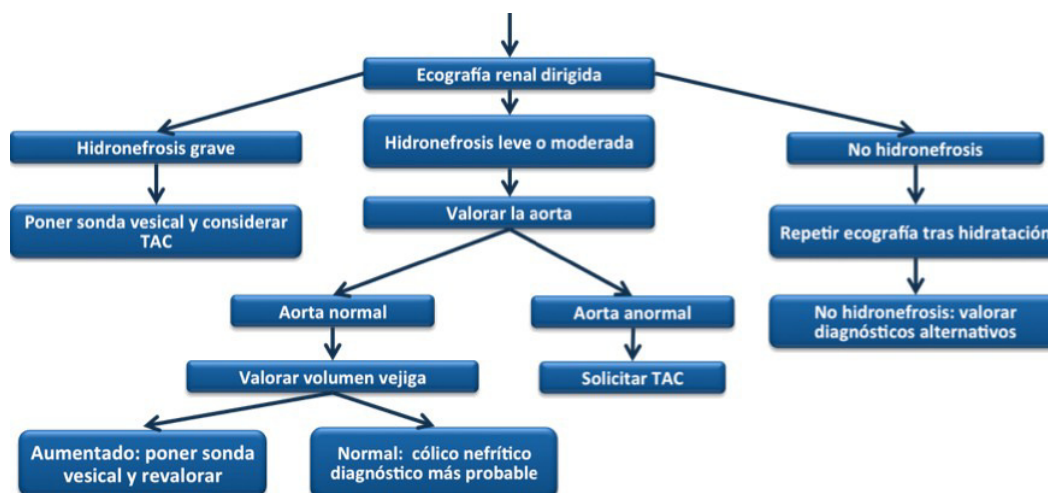 Ecografía renal dirigida
Hidronefrosis grave
Hidronefrosis leve o moderada
No hidronefrosis
Poner sonda vesical y considerar
TAC
Valorar la aorta
Repetir ecografía tras hidratación
Aorta normal
Aorta anormal
No hidronefrosis: valorar
diagnósticos alternativos
Valorar volumen vejiga
Solicitar TAC
Aumentado: poner sonda
vesical y revalorar
Normal: cólico nefrítico
diagnóstico más probable